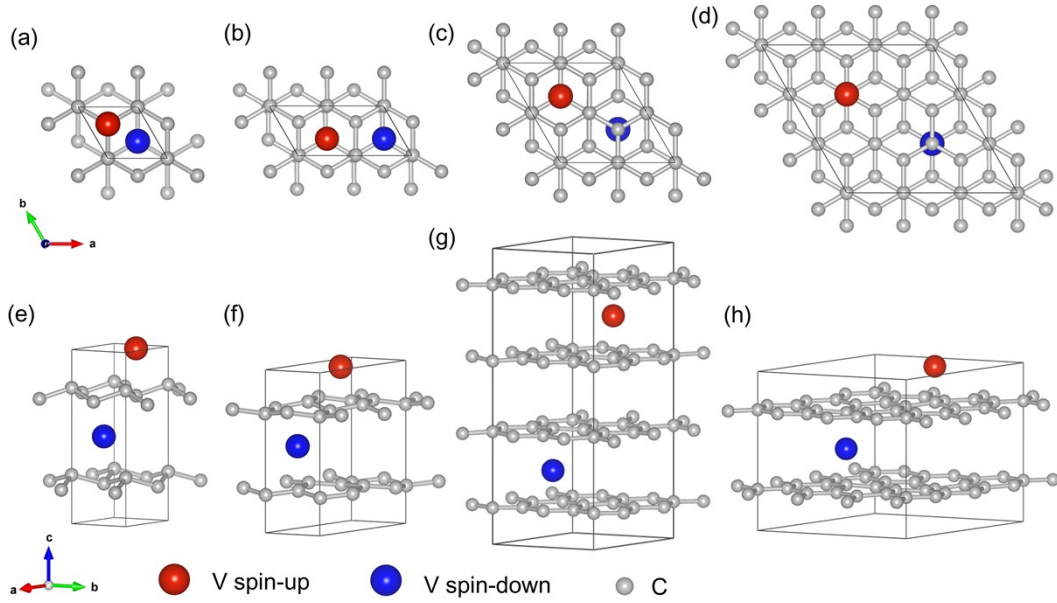 (a)
(b)
(c)
(d)
b
a
(e)
(f)
(g)
(h)
c
a
b
V spin-up
V spin-down
C